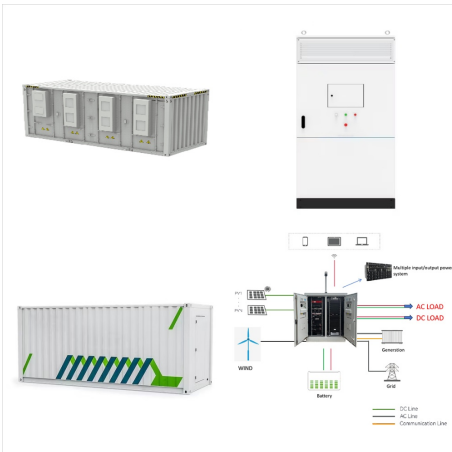 Multiple input/output power
system
PV1
AC LOAD
DC LOAD
WIND
Generation
Grid
Battery
DC Line
AC Line
Communication Line